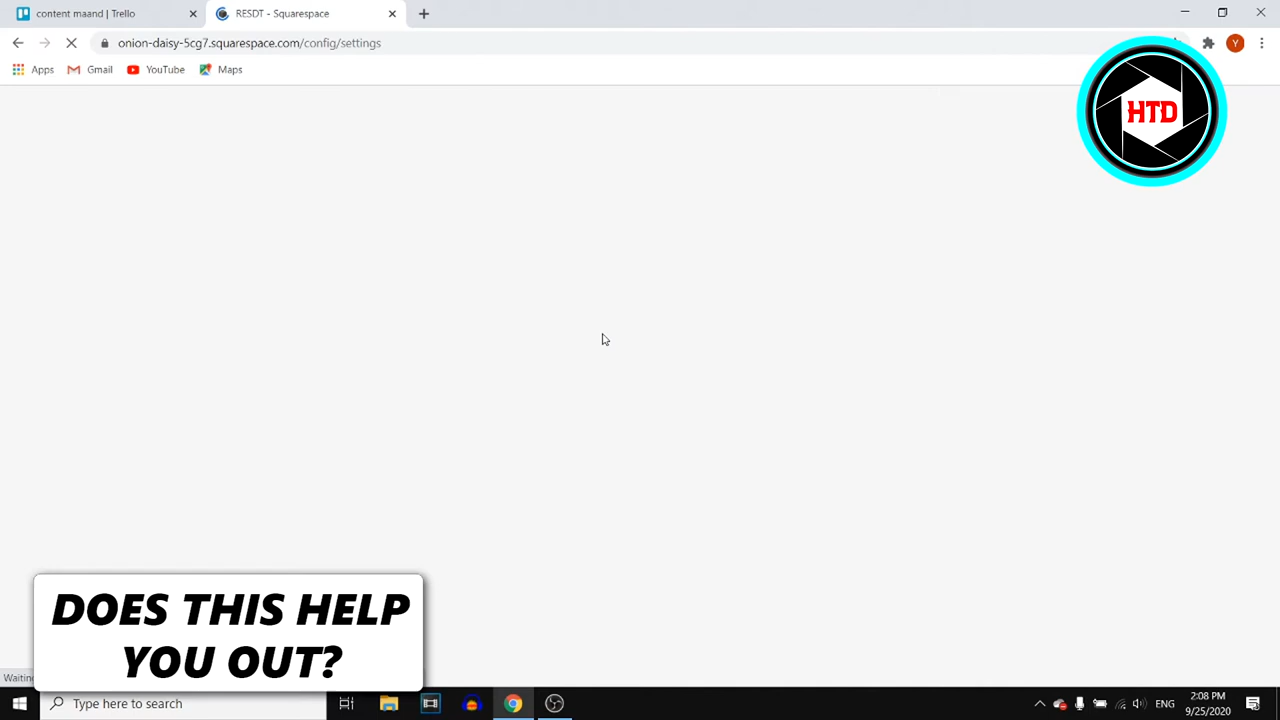 content maand | Trello
RESDT - Squarespace
onion-daisy-5cg7.squarespace.com/config/settings
Y
Apps
Gmail
YouTube
Maps
HTD
DOES THIS HELP
YOU OUT?
Type here to search
ENG
2:08 PM
9/25/2020